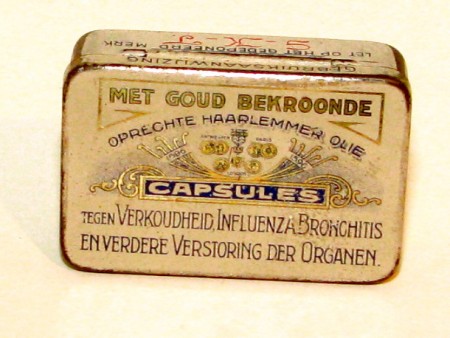 LET OP HET GEDEPONEERD MERK
GEBRUIKSAANWIJZING
MET GOUD BEKROONDE
OPRECHTE HAARLEMMER OLIE
CAPSULES
TEGEN VERKOUDHEID, INFLUENZA, BRONCHITIS
EN VERDERE VERSTORING DER ORGANEN.